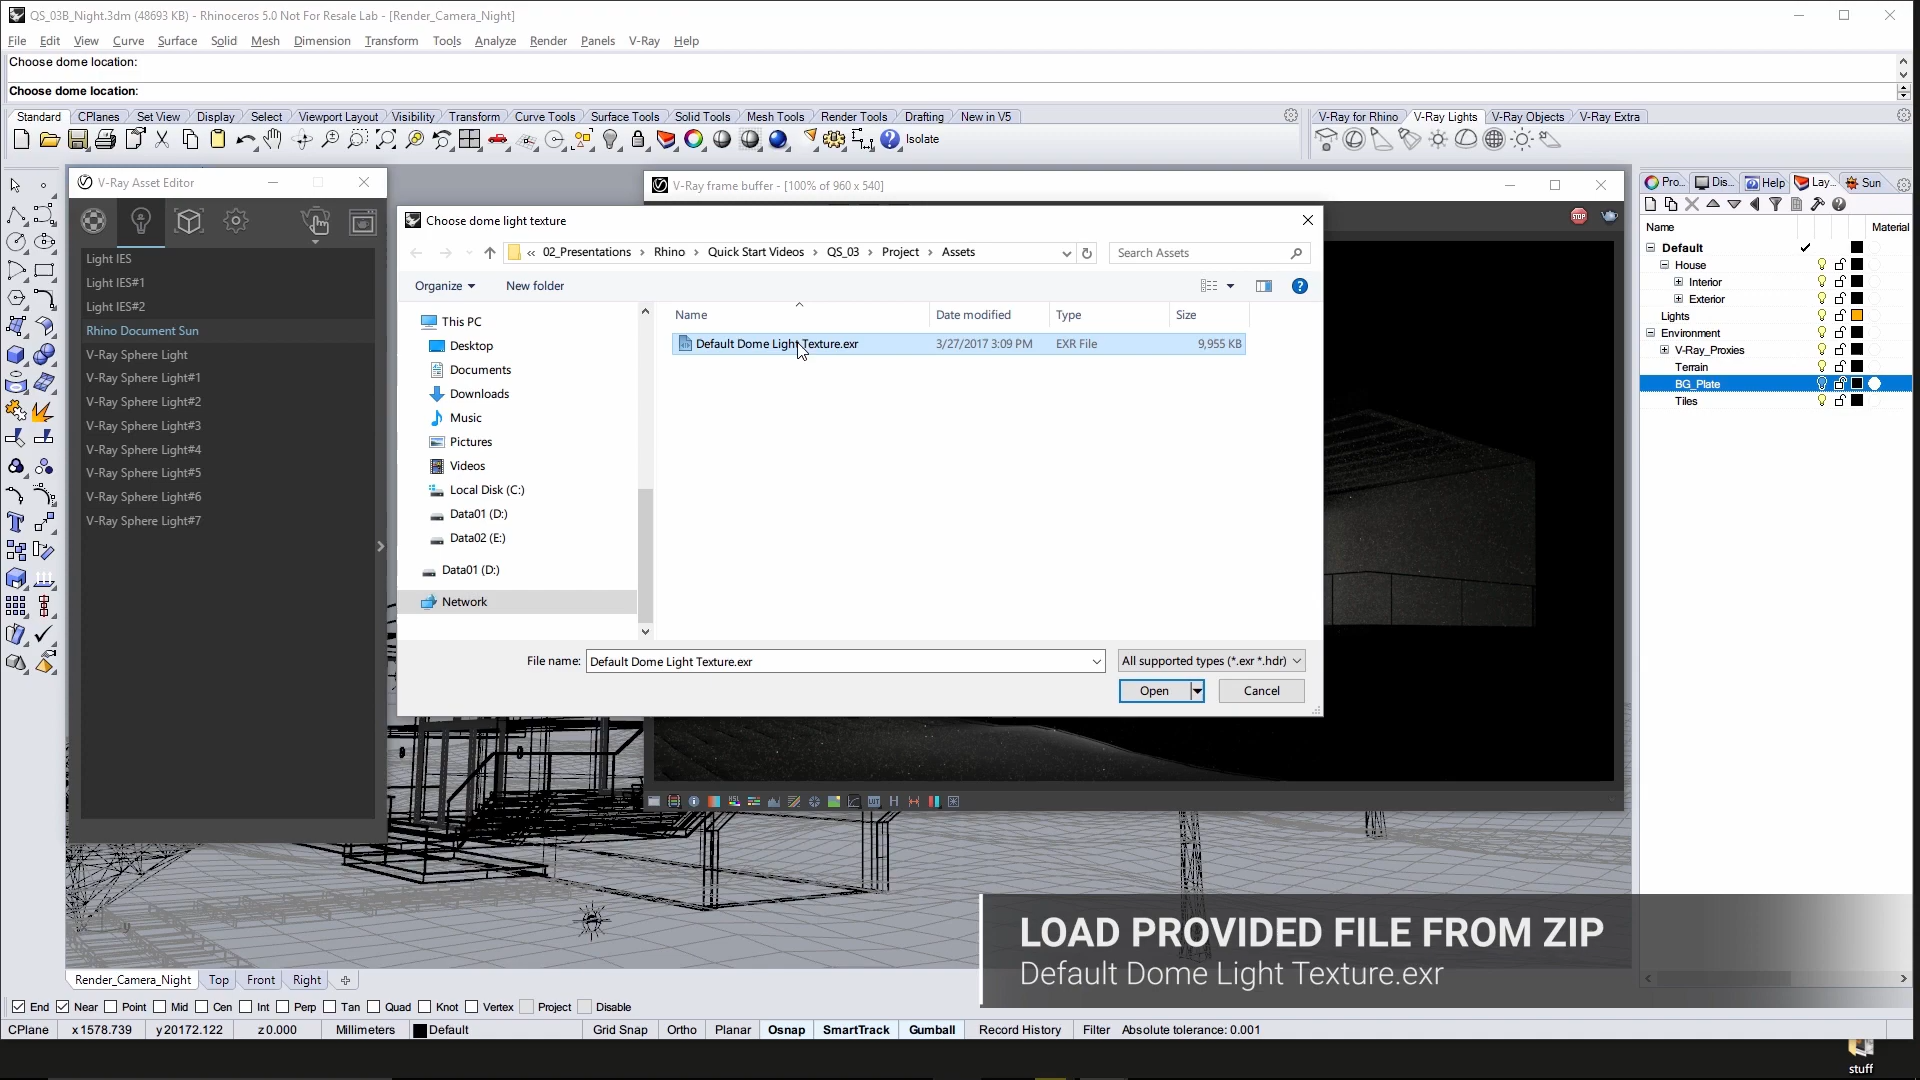 QS_03B_Night.3dm (48693 KB) - Rhinoceros 5.0 Not For Resale Lab - [Render_Camera_Night]
File Edit View Curve Surface Solid Mesh Dimension Transform Tools Analyze Render Panels V-Ray Help
Choose dome location:
Choose dome location:
Standard CPlanes Set View Display Select Viewport Layout Visibility Transform Curve Tools Surface Tools Solid Tools Mesh Tools Render Tools Drafting New in V5
V-Ray for Rhino V-Ray Lights V-Ray Objects V-Ray Extra
Isolate
V-Ray Asset Editor
Light IES
Light IES#1
Light IES#2
Rhino Document Sun
V-Ray Sphere Light
V-Ray Sphere Light#1
V-Ray Sphere Light#2
V-Ray Sphere Light#3
V-Ray Sphere Light#4
V-Ray Sphere Light#5
V-Ray Sphere Light#6
V-Ray Sphere Light#7
V-Ray frame buffer - [100% of 960 x 540]
STOP
Choose dome light texture
« 02_Presentations › Rhino › Quick Start Videos › QS_03 › Project › Assets
Search Assets
Organize New folder
This PC
Desktop
Documents
Downloads
Music
Pictures
Videos
Local Disk (C:)
Data01 (D:)
Data02 (E:)
Data01 (D:)
Network
Name Date modified Type Size
Default Dome Light Texture.exr 3/27/2017 3:09 PM EXR File 9,955 KB
File name: Default Dome Light Texture.exr
All supported types (*.exr *.hdr)
Open Cancel
Pro... Dis... Help Lay... Sun
Name Material
Default
House
Interior
Exterior
Lights
Environment
V-Ray_Proxies
Terrain
BG_Plate
Tiles
LOAD PROVIDED FILE FROM ZIP
Default Dome Light Texture.exr
Render_Camera_Night Top Front Right
End Near Point Mid Cen Int Perp Tan Quad Knot Vertex Project Disable
CPlane x 1578.739 y 20172.122 z 0.000 Millimeters Default Grid Snap Ortho Planar Osnap SmartTrack Gumball Record History Filter Absolute tolerance: 0.001
stuff